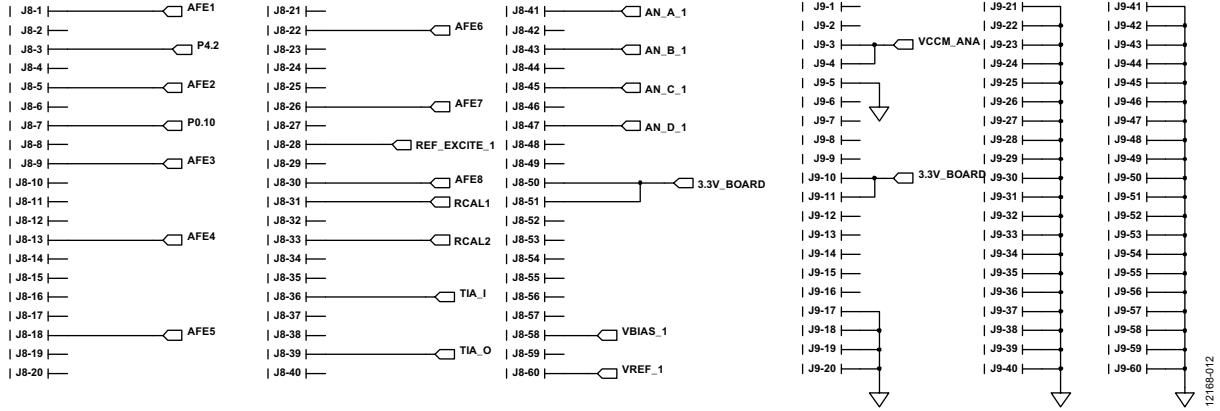 J8-1 AFE1
J8-2
J8-3 P4.2
J8-4
J8-5 AFE2
J8-6
J8-7 P0.10
J8-8
J8-9 AFE3
J8-10
J8-11
J8-12
J8-13 AFE4
J8-14
J8-15
J8-16
J8-17
J8-18 AFE5
J8-19
J8-20
J8-21
J8-22 AFE6
J8-23
J8-24
J8-25
J8-26 AFE7
J8-27
J8-28 REF_EXCITE_1
J8-29
J8-30 AFE8
J8-31 RCAL1
J8-32
J8-33 RCAL2
J8-34
J8-35
J8-36 TIA_I
J8-37
J8-38
J8-39 TIA_O
J8-40
J8-41 AN_A_1
J8-42
J8-43 AN_B_1
J8-44
J8-45 AN_C_1
J8-46
J8-47 AN_D_1
J8-48
J8-49
J8-50 3.3V_BOARD
J8-51
J8-52
J8-53
J8-54
J8-55
J8-56
J8-57
J8-58 VBIAS_1
J8-59
J8-60 VREF_1
J9-1
J9-2
J9-3 VCCM_ANA
J9-4
J9-5
J9-6
J9-7
J9-8
J9-9
J9-10 3.3V_BOARD
J9-11
J9-12
J9-13
J9-14
J9-15
J9-16
J9-17
J9-18
J9-19
J9-20
J9-21
J9-22
J9-23
J9-24
J9-25
J9-26
J9-27
J9-28
J9-29
J9-30
J9-31
J9-32
J9-33
J9-34
J9-35
J9-36
J9-37
J9-38
J9-39
J9-40
J9-41
J9-42
J9-43
J9-44
J9-45
J9-46
J9-47
J9-48
J9-49
J9-50
J9-51
J9-52
J9-53
J9-54
J9-55
J9-56
J9-57
J9-58
J9-59
J9-60
12168-012